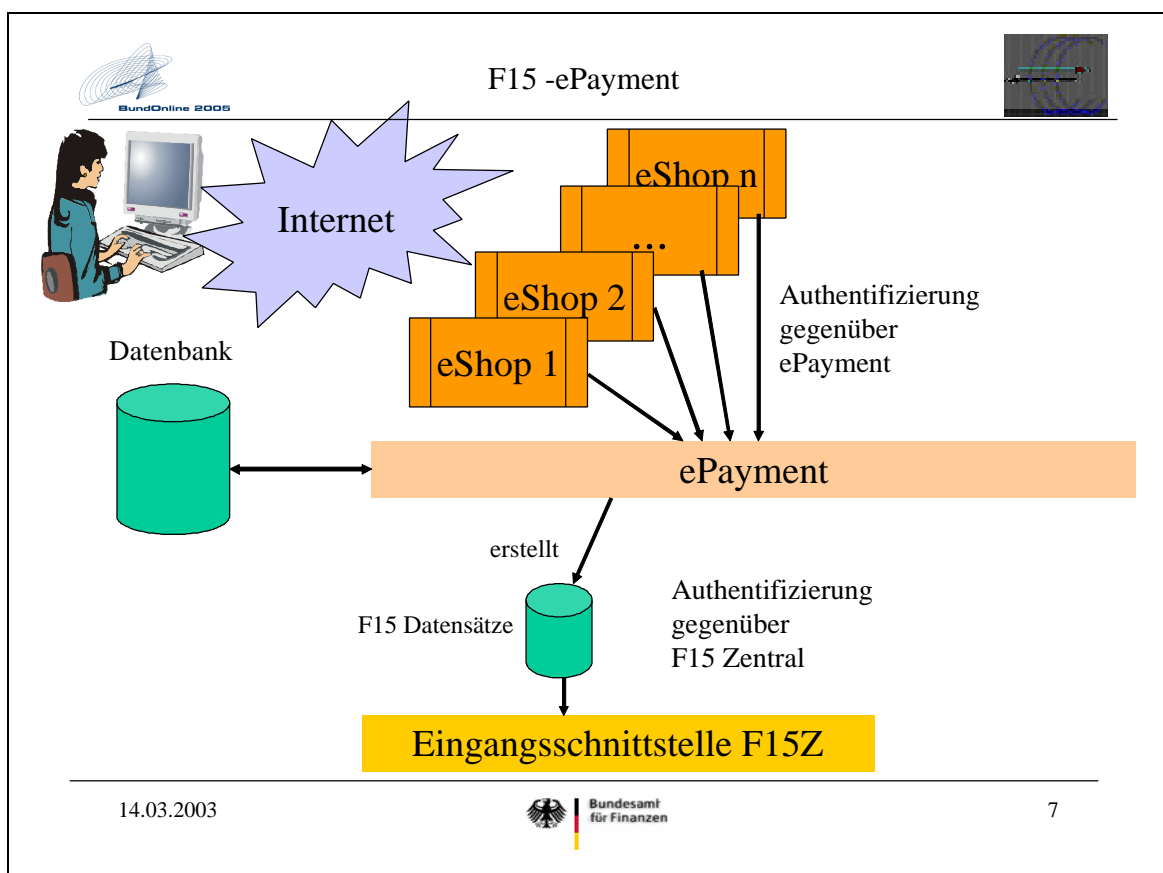 F15 -ePayment
BundOnline 2005
Internet
eShop n
...
eShop 2
eShop 1
Authentifizierung
gegenüber
ePayment
Datenbank
ePayment
erstellt
F15 Datensätze
Authentifizierung
gegenüber
F15 Zentral
Eingangsschnittstelle F15Z
14.03.2003
Bundesamt
für Finanzen
7